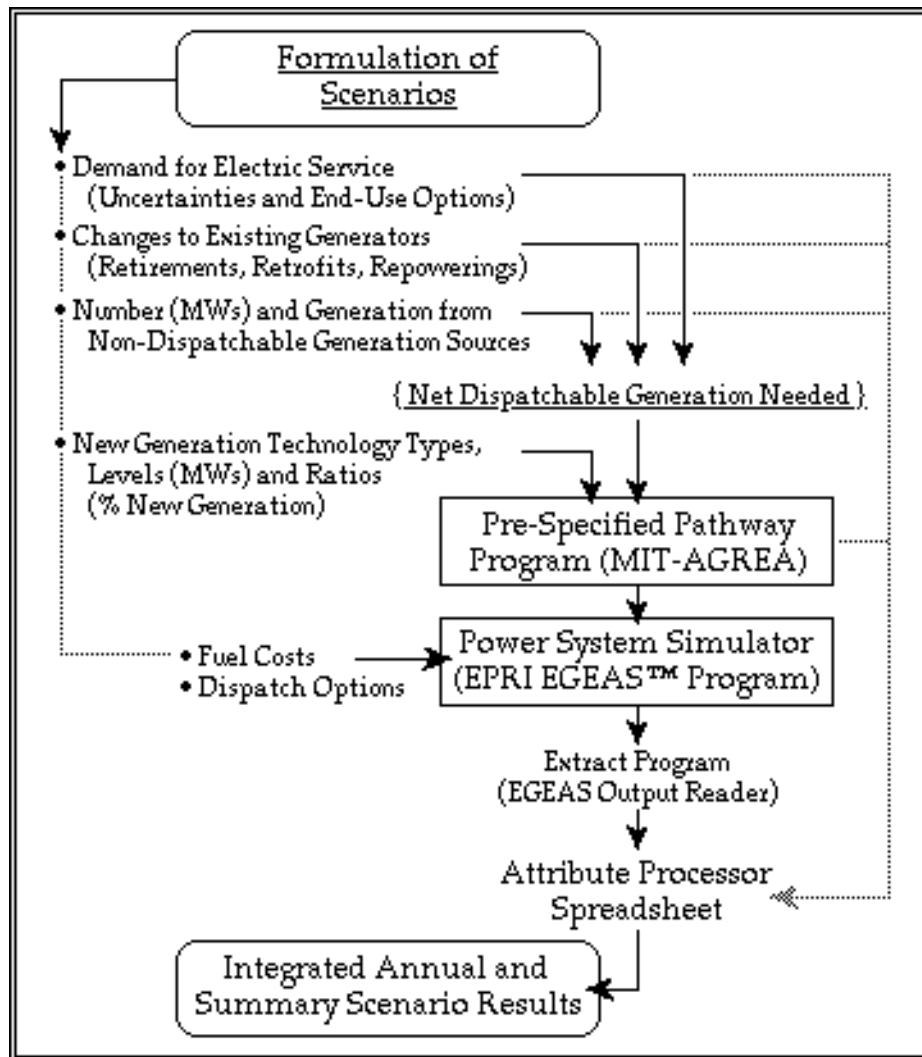 Formulation of
Scenarios
• Demand for Electric Service
(Uncertainties and End-Use Options)
• Changes to Existing Generators
(Retirements, Retrofits, Repowerings)
• Number (MWs) and Generation from
Non-Dispatchable Generation Sources
{ Net Dispatchable Generation Needed }
• New Generation Technology Types,
Levels (MWs) and Ratios
(% New Generation)
Pre-Specified Pathway
Program (MIT-AGREA)
• Fuel Costs
• Dispatch Options
Power System Simulator
(EPRI EGEAS™ Program)
Extract Program
(EGEAS Output Reader)
Attribute Processor
Spreadsheet
Integrated Annual and
Summary Scenario Results